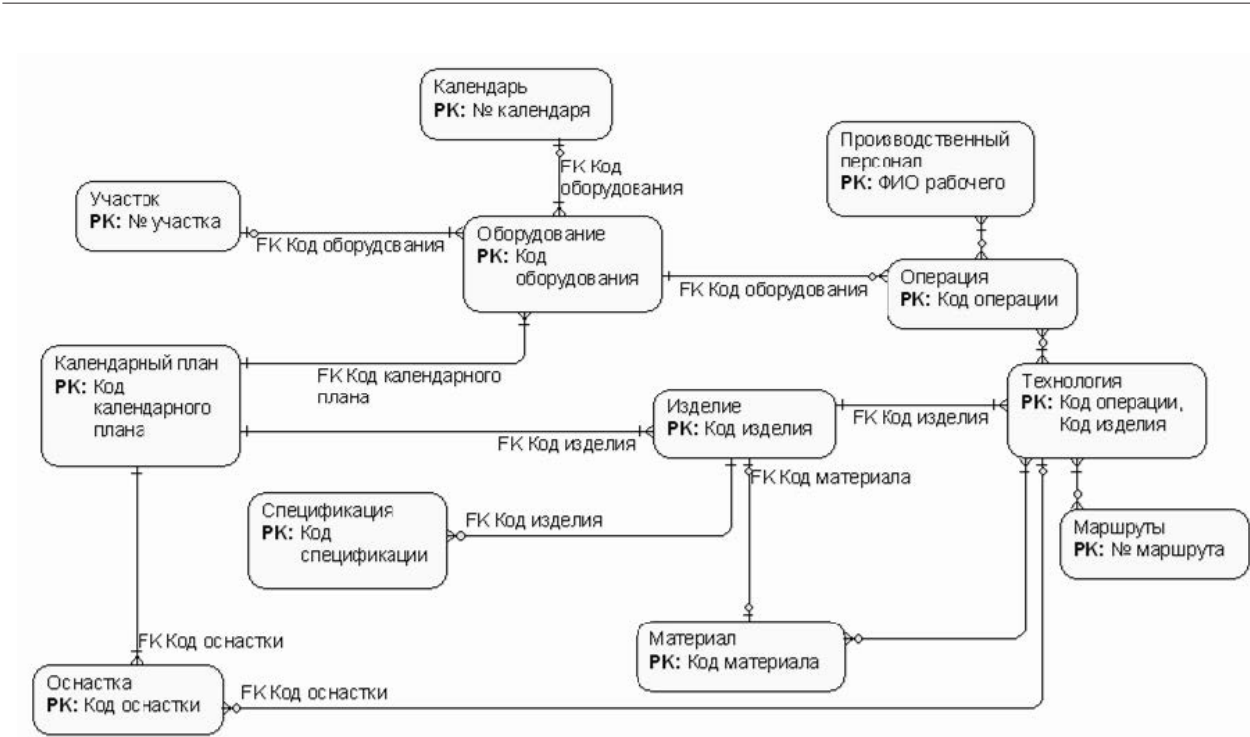 Календарь
PK: № календаря
FK Код
оборудования
Производственный
персонал
PK: ФИО рабочего
Участок
PK: № участка
FK Код оборудования
Оборудование
PK: Код
оборудования
FK Код оборудования
Операция
PK: Код операции
Календарный план
PK: Код
календарного
плана
FK Код календарного
плана
Изделие
PK: Код изделия
FK Код изделия
FK Код изделия
Технология
PK: Код операции,
Код изделия
FK Код материала
Спецификация
PK: Код
спецификации
FK Код изделия
Маршруты
PK: № маршрута
FK Код оснастки
Материал
PK: Код материала
Оснастка
PK: Код оснастки
FK Код оснастки